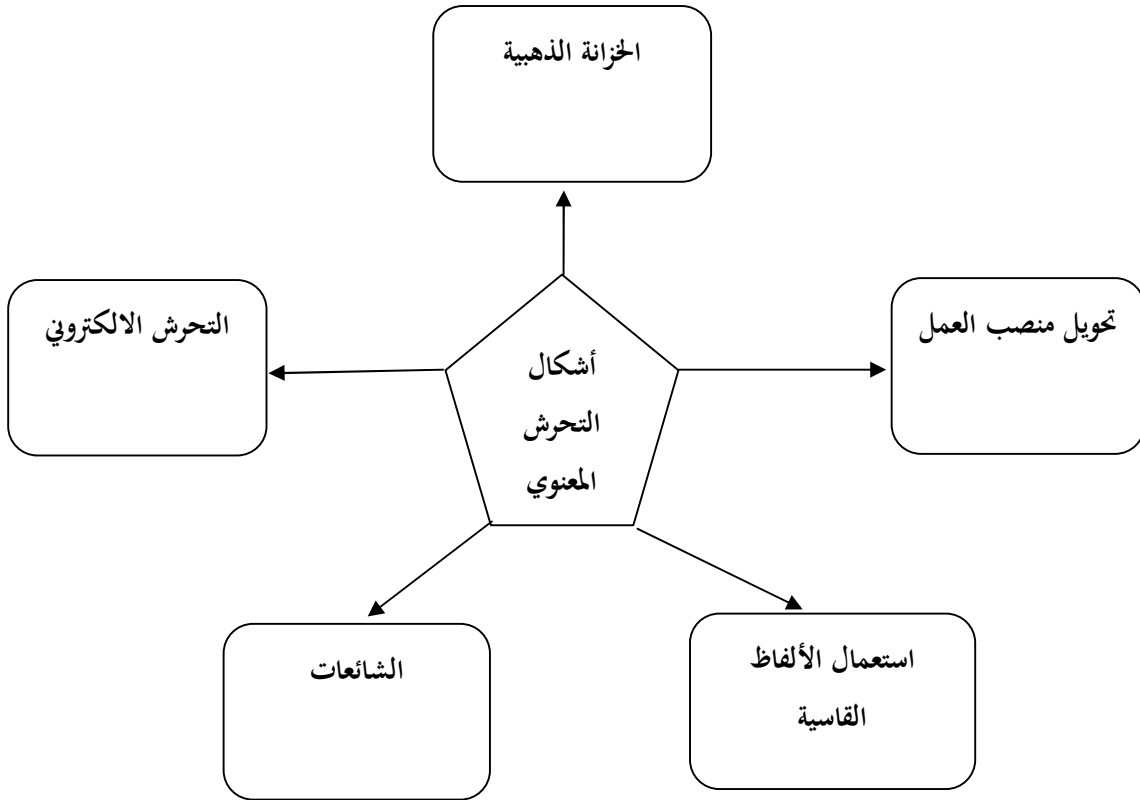 الخزانة الذهبية
تحويل منصب العمل
التحرش الالكتروني
أشكال
التحرش
المعنوي
استعمال الألفاظ
القاسية
الشائعات